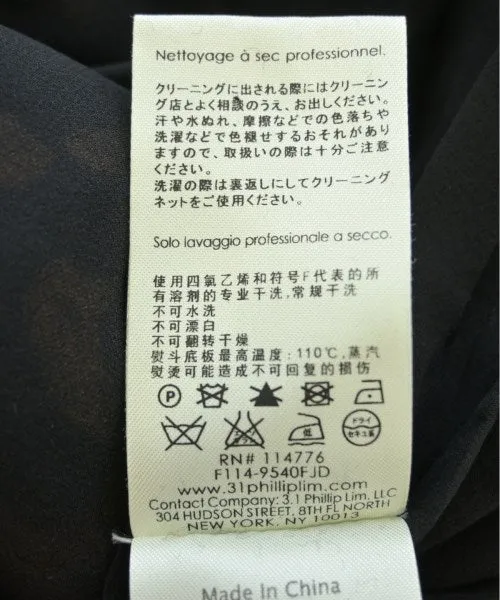 Nettoyage à sec professionnel.
クリーニングに出される際にはクリーニン
グ店とよく相談のうえ、お出しください。
汗や水ぬれ、摩擦などでの色落ちや
洗濯などで色褪せするおそれがあり
ますので、取扱いの際は十分ご注意
ください。
洗濯の際は裏返しにしてクリーニング
ネットをご使用ください。
Solo lavaggio professionale a secco.
使用四氯乙烯和符号F代表的所
有溶剂的专业干洗,常规干洗
不可水洗
不可漂白
不可翻转干燥
熨斗底板最高温度:110℃,蒸汽
熨烫可能造成不可回复的损伤
P
低 ドライ
セキユ系
RN# 114776
F114-9540FJD
www.31philliplim.com
Contact Company: 3.1 Phillip Lim. LLC
304 HUDSON STREET, 8TH FL NORTH
NEW YORK, NY 10013
Made In China